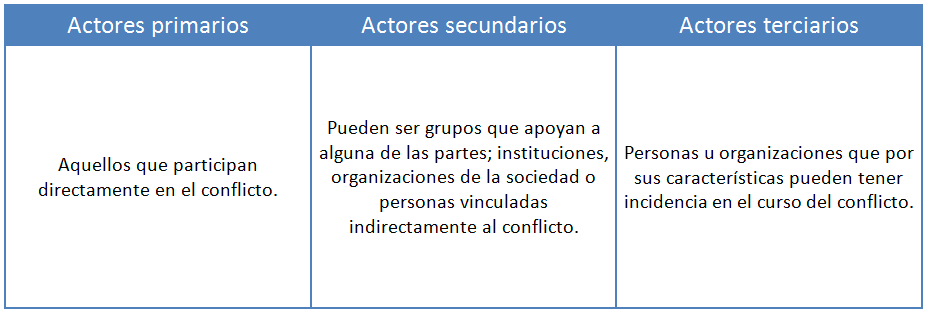 Actores primarios
Actores secundarios
Actores terciarios
Aquellos que participan
directamente en el conflicto.
Pueden ser grupos que apoyan a
alguna de las partes; instituciones,
organizaciones de la sociedad o
personas vinculadas
indirectamente al conflicto.
Personas u organizaciones que por
sus características pueden tener
incidencia en el curso del conflicto.